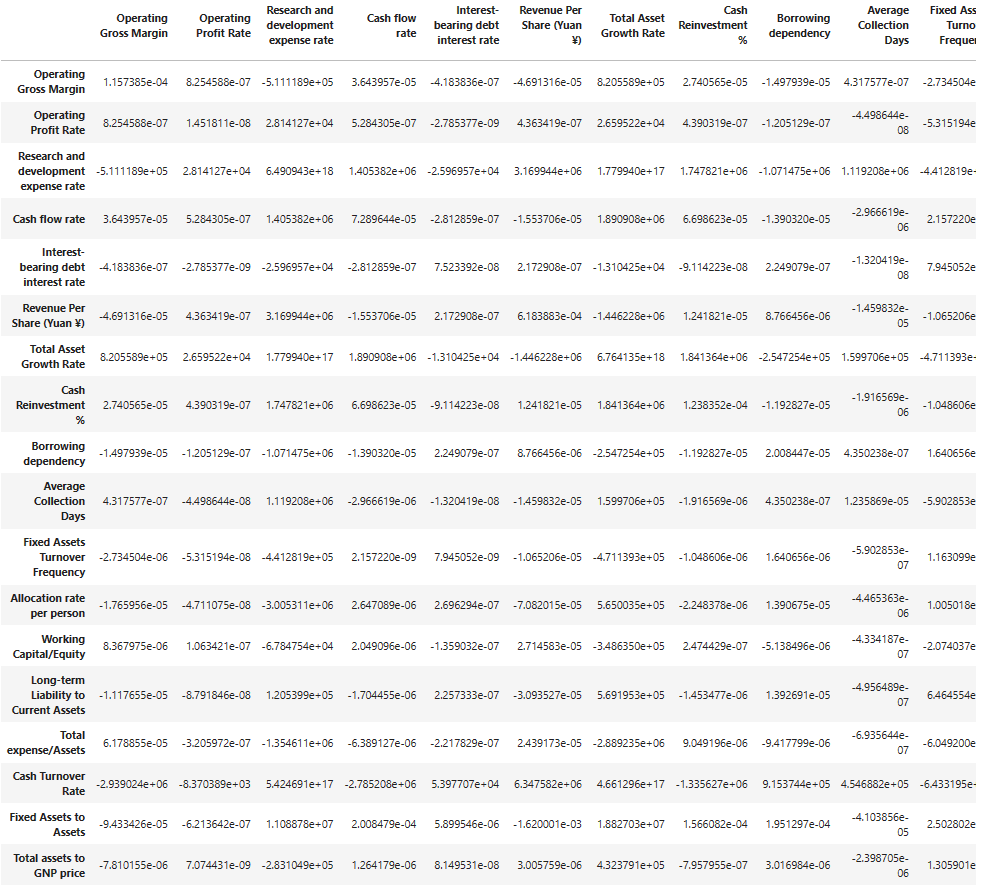 Operating Gross Margin Operating Profit Rate Research and development expense rate Cash flow rate Interest-bearing debt interest rate Revenue Per Share (Yuan ¥) Total Asset Growth Rate Cash Reinvestment % Borrowing dependency Average Collection Days Fixed Ass Turno Frequer
Operating Gross Margin 1.157385e-04 8.254588e-07 -5.111189e+05 3.643957e-05 -4.183836e-07 -4.691316e-05 8.205589e+05 2.740565e-05 -1.497939e-05 4.317577e-07 -2.734504e
Operating Profit Rate 8.254588e-07 1.451811e-08 2.814127e+04 5.284305e-07 -2.785377e-09 4.363419e-07 2.659522e+04 4.390319e-07 -1.205129e-07 -4.498644e-08 -5.315194e
Research and development expense rate -5.111189e+05 2.814127e+04 6.490943e+18 1.405382e+06 -2.596957e+04 3.169944e+06 1.779940e+17 1.747821e+06 -1.071475e+06 1.119208e+06 -4.412819e-
Cash flow rate 3.643957e-05 5.284305e-07 1.405382e+06 7.289644e-05 -2.812859e-07 -1.553706e-05 1.890908e+06 6.698623e-05 -1.390320e-05 -2.966619e-06 2.157220e
Interest-bearing debt interest rate -4.183836e-07 -2.785377e-09 -2.596957e+04 -2.812859e-07 7.523392e-08 2.172908e-07 -1.310425e+04 -9.114223e-08 2.249079e-07 -1.320419e-08 7.945052e
Revenue Per Share (Yuan ¥) -4.691316e-05 4.363419e-07 3.169944e+06 -1.553706e-05 2.172908e-07 6.183883e-04 -1.446228e+06 1.241821e-05 8.766456e-06 -1.459832e-05 -1.065206e
Total Asset Growth Rate 8.205589e+05 2.659522e+04 1.779940e+17 1.890908e+06 -1.310425e+04 -1.446228e+06 6.764135e+18 1.841364e+06 -2.547254e+05 1.599706e+05 -4.711393e-
Cash Reinvestment % 2.740565e-05 4.390319e-07 1.747821e+06 6.698623e-05 -9.114223e-08 1.241821e-05 1.841364e+06 1.238352e-04 -1.192827e-05 -1.916569e-06 -1.048606e
Borrowing dependency -1.497939e-05 -1.205129e-07 -1.071475e+06 -1.390320e-05 2.249079e-07 8.766456e-06 -2.547254e+05 -1.192827e-05 2.008447e-05 4.350238e-07 1.640656e
Average Collection Days 4.317577e-07 -4.498644e-08 1.119208e+06 -2.966619e-06 -1.320419e-08 -1.459832e-05 1.599706e+05 -1.916569e-06 4.350238e-07 1.235869e-05 -5.902853e
Fixed Assets Turnover Frequency -2.734504e-06 -5.315194e-08 -4.412819e+05 2.157220e-09 7.945052e-09 -1.065206e-05 -4.711393e+05 -1.048606e-06 1.640656e-06 -5.902853e-07 1.163099e
Allocation rate per person -1.765956e-05 -4.711075e-08 -3.005311e+06 2.647089e-06 2.696294e-07 -7.082015e-05 5.650035e+05 -2.248378e-06 1.390675e-05 -4.465363e-06 1.005018e
Working Capital/Equity 8.367975e-06 1.063421e-07 -6.784754e+04 2.049096e-06 -1.359032e-07 2.714583e-05 -3.486350e+05 2.474429e-07 -5.138496e-06 -4.334187e-07 -2.074037e
Long-term Liability to Current Assets -1.117655e-05 -8.791846e-08 1.205399e+05 -1.704455e-06 2.257333e-07 -3.093527e-05 5.691953e+05 -1.453477e-06 1.392691e-05 -4.956489e-07 6.464554e
Total expense/Assets 6.178855e-05 -3.205972e-07 -1.354611e+06 -6.389127e-06 -2.217829e-07 2.439173e-05 -2.889235e+06 9.049196e-06 -9.417799e-06 -6.935644e-07 -6.049200e
Cash Turnover Rate -2.939024e+06 -8.370389e+03 5.424691e+17 -2.785208e+06 5.397707e+04 6.347582e+06 4.661296e+17 -1.335627e+06 9.153744e+05 4.546882e+05 -6.433195e-
Fixed Assets to Assets -9.433426e-05 -6.213642e-07 1.108878e+07 2.008479e-04 5.899546e-06 -1.620001e-03 1.882703e+07 1.566082e-04 1.951297e-04 -4.103856e-05 2.502802e
Total assets to GNP price -7.810155e-06 7.074431e-09 -2.831049e+05 1.264179e-06 8.149531e-08 3.005759e-06 4.323791e+05 -7.957955e-07 3.016984e-06 -2.398705e-06 1.305901e